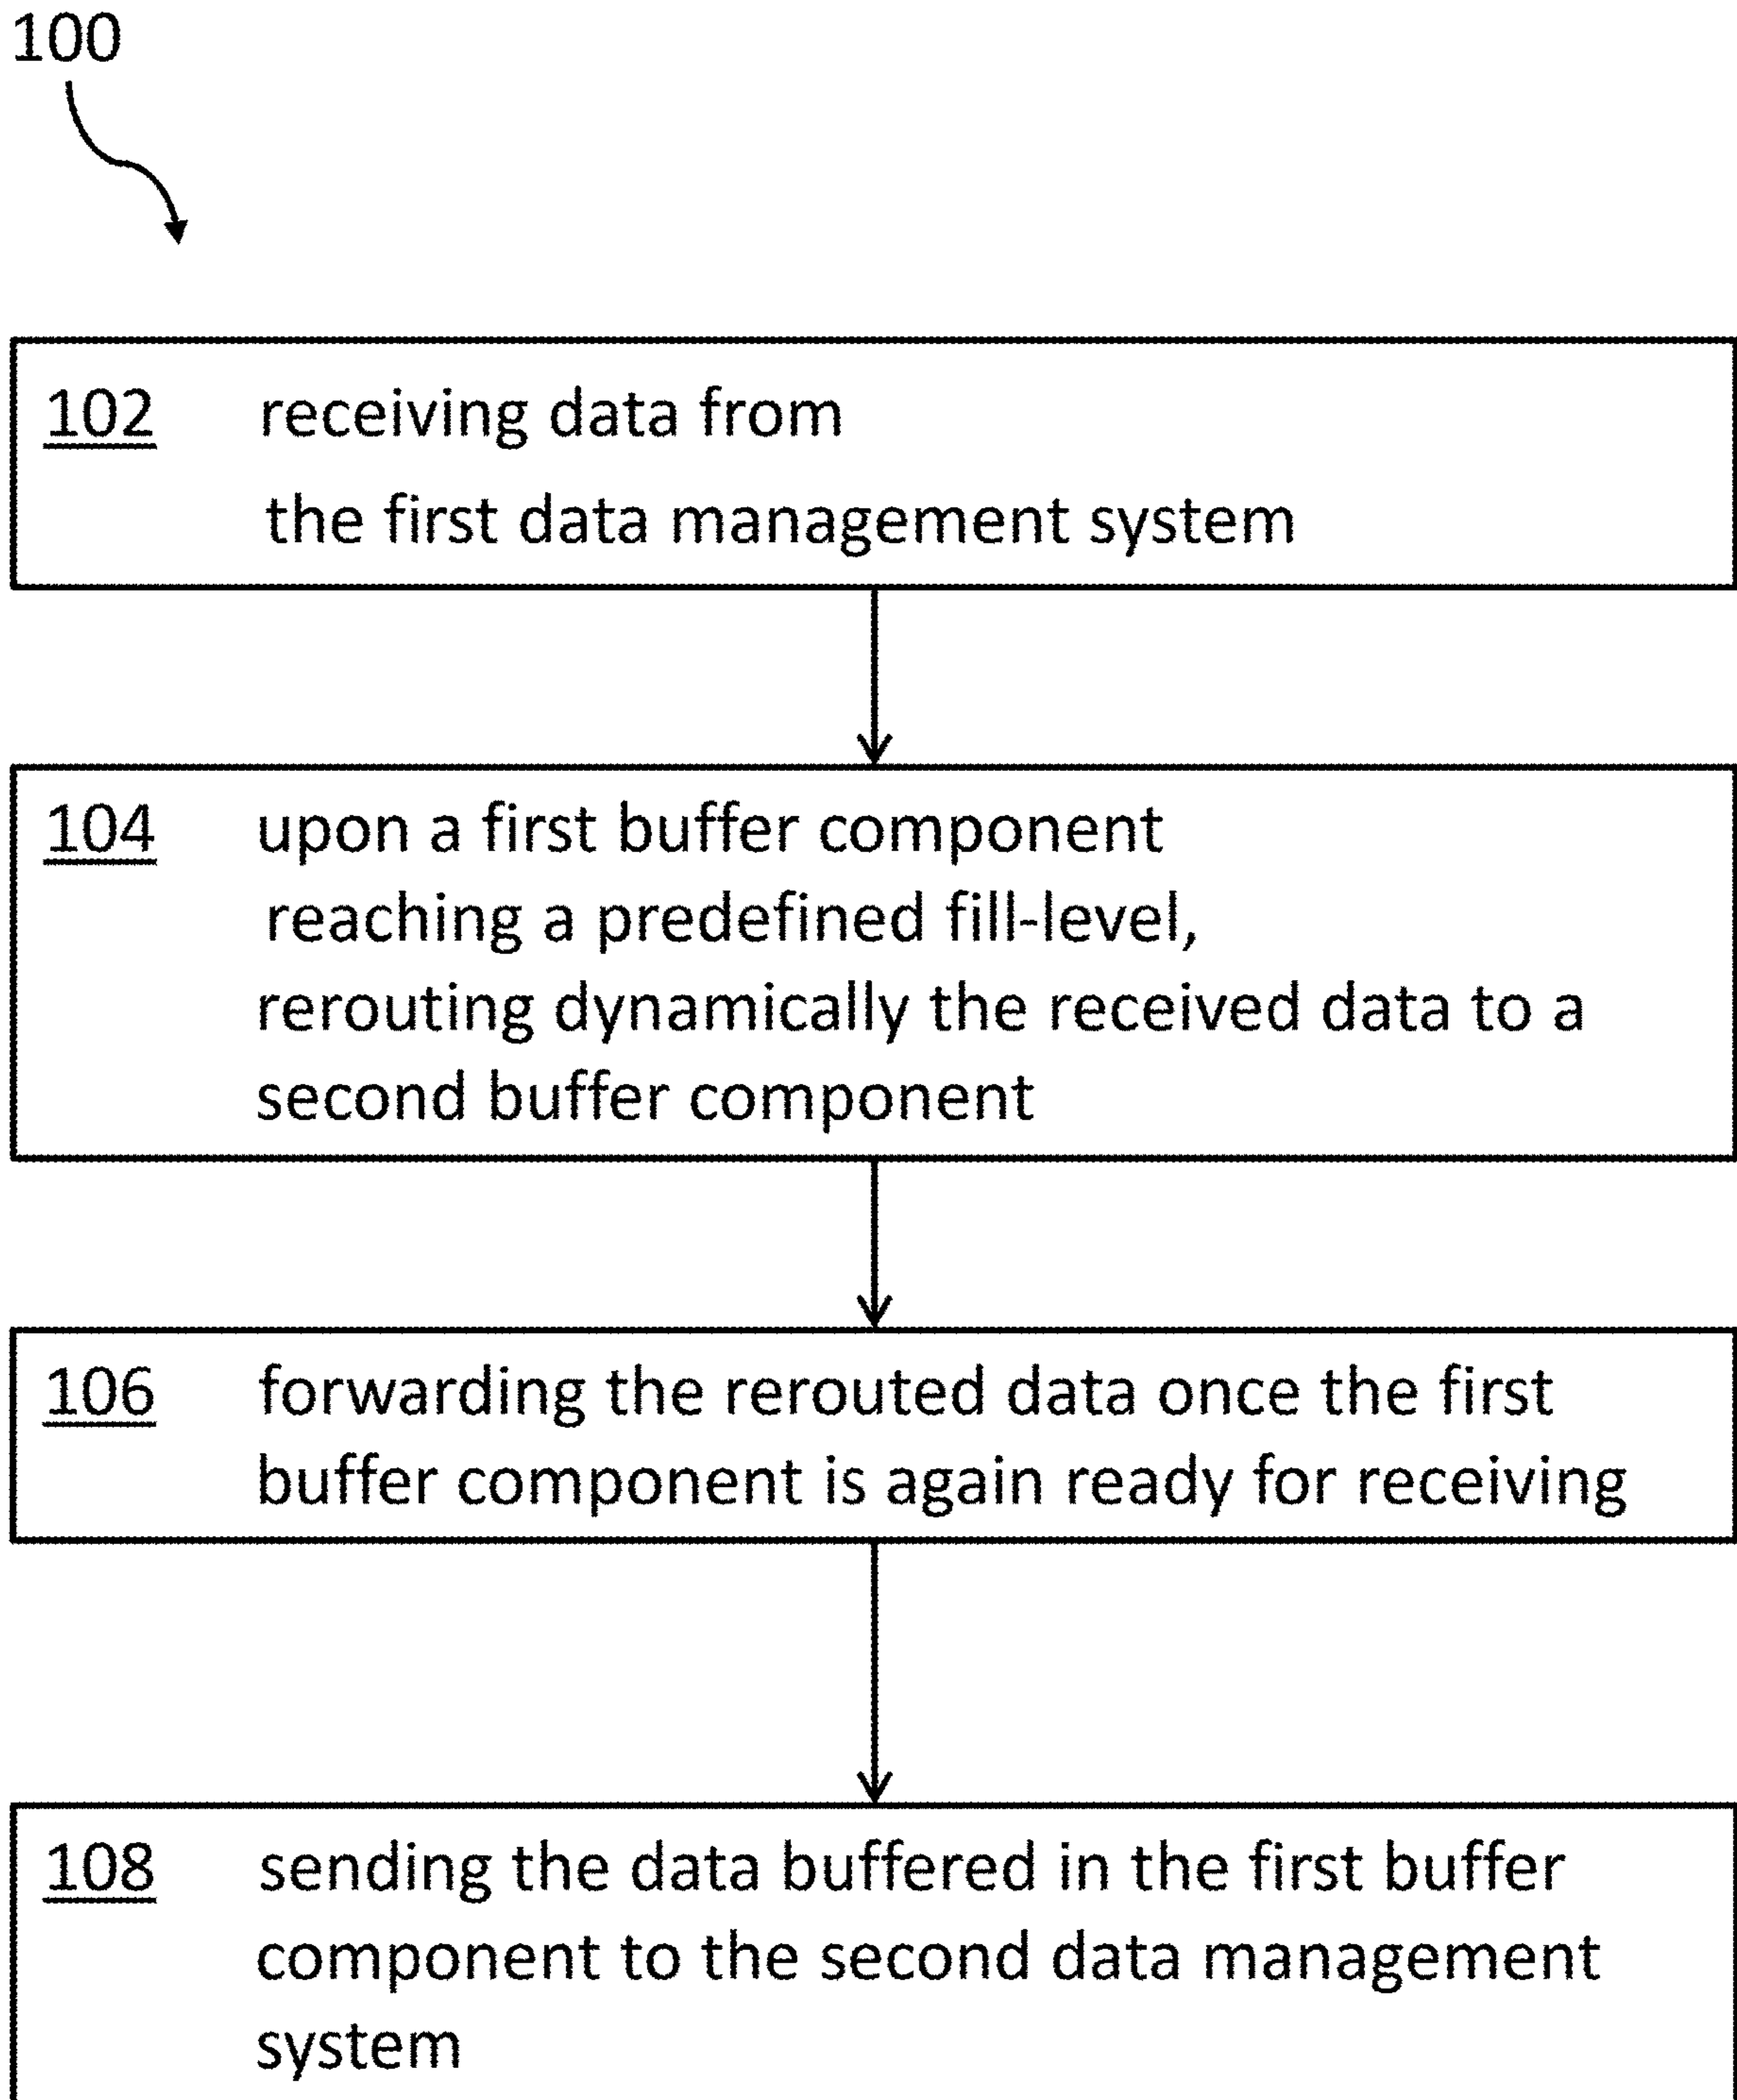 100
102 receiving data from
the first data management system
104 upon a first buffer component
reaching a predefined fill-level,
rerouting dynamically the received data to a
second buffer component
106 forwarding the rerouted data once the first
buffer component is again ready for receiving
108 sending the data buffered in the first buffer
component to the second data management
system